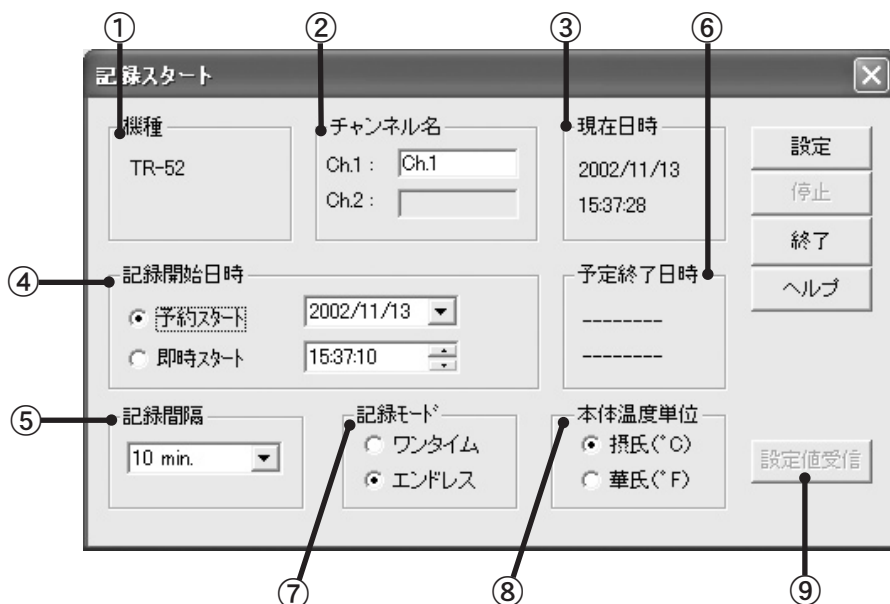 ① ② ③ ⑥
記録スタート
機種
TR-52
チャンネル名
Ch.1 : Ch.1
Ch.2 :
現在日時
2002/11/13
15:37:28
設定
停止
終了
ヘルプ
④
記録開始日時
予約スタート 2002/11/13
即時スタート 15:37:10
予定終了日時
--------
--------
⑤
記録間隔
10 min.
記録モード
ワンタイム
エンドレス
本体温度単位
摂氏(°C)
華氏(°F)
設定値受信
⑦ ⑧ ⑨